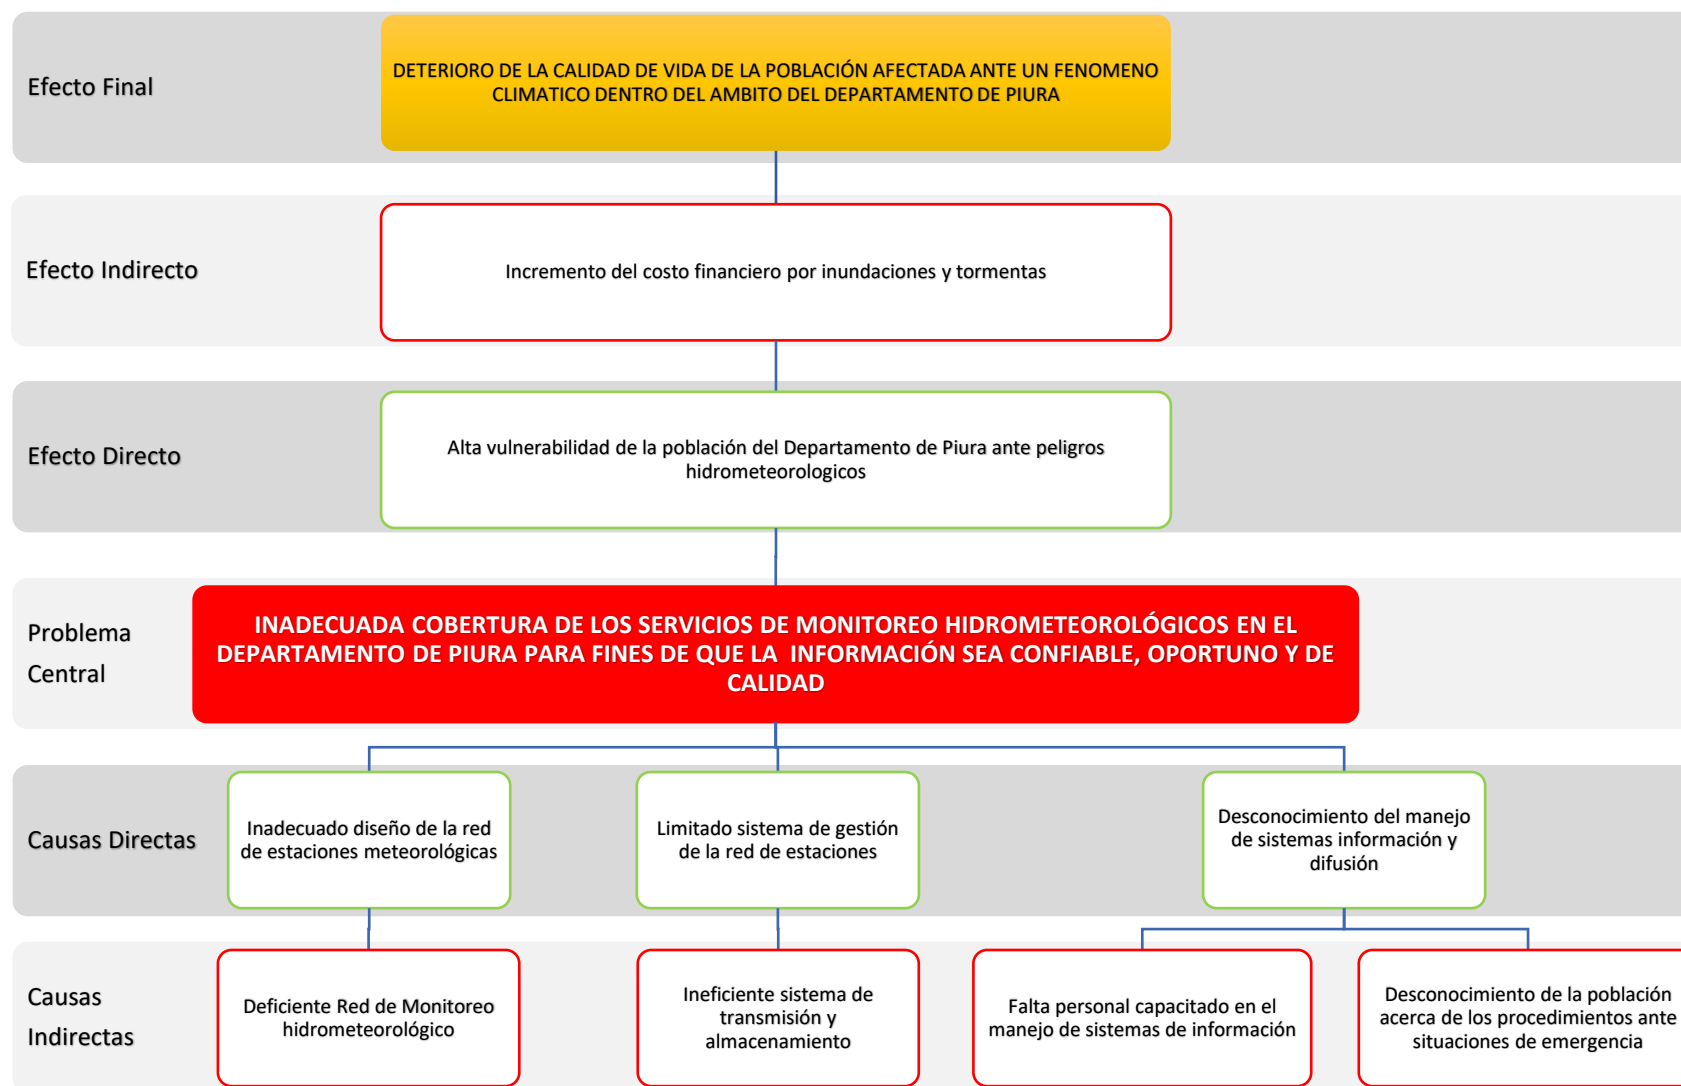 Efecto Final
DETERIORO DE LA CALIDAD DE VIDA DE LA POBLACIÓN AFECTADA ANTE UN FENOMENO
CLIMATICO DENTRO DEL AMBITO DEL DEPARTAMENTO DE PIURA
Efecto Indirecto
Incremento del costo financiero por inundaciones y tormentas
Efecto Directo
Alta vulnerabilidad de la población del Departamento de Piura ante peligros
hidrometeorologicos
Problema
Central
INADECUADA COBERTURA DE LOS SERVICIOS DE MONITOREO HIDROMETEOROLÓGICOS EN EL
DEPARTAMENTO DE PIURA PARA FINES DE QUE LA INFORMACIÓN SEA CONFIABLE, OPORTUNO Y DE
CALIDAD
Causas Directas
Inadecuado diseño de la red
de estaciones meteorológicas
Limitado sistema de gestión
de la red de estaciones
Desconocimiento del manejo
de sistemas información y
difusión
Causas
Indirectas
Deficiente Red de Monitoreo
hidrometeorológico
Ineficiente sistema de
transmisión y
almacenamiento
Falta personal capacitado en el
manejo de sistemas de información
Desconocimiento de la población
acerca de los procedimientos ante
situaciones de emergencia